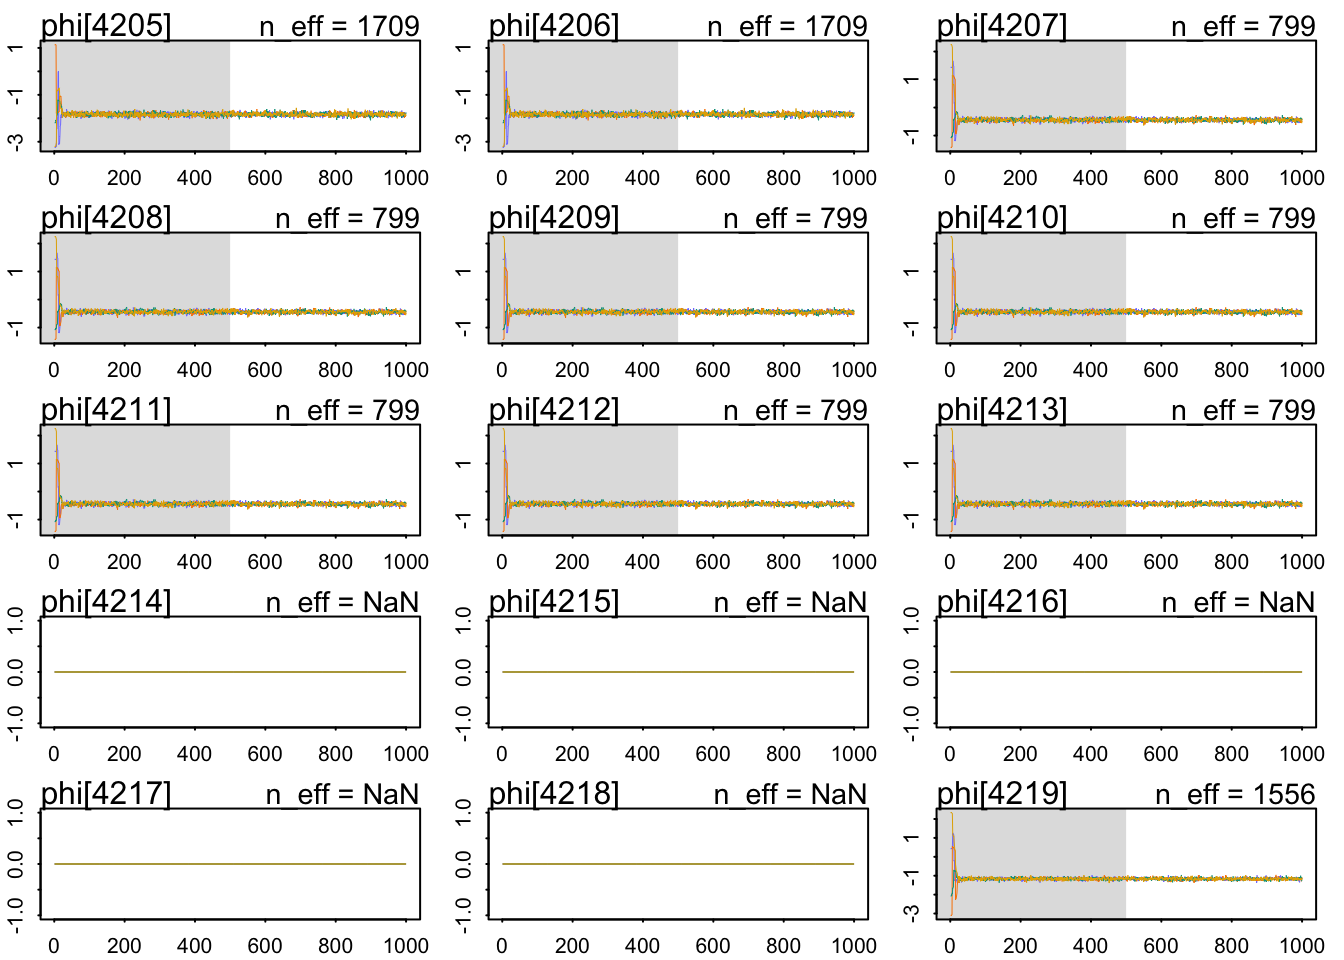 phi[4205] n_eff = 1709 phi[4206] n_eff = 1709 phi[4207] n_eff = 799
1 -1 -3 1 -1 -3 1 -1
0 200 400 600 800 1000 0 200 400 600 800 1000 0 200 400 600 800 1000
phi[4208] n_eff = 799 phi[4209] n_eff = 799 phi[4210] n_eff = 799
1 -1 1 -1 1 -1
0 200 400 600 800 1000 0 200 400 600 800 1000 0 200 400 600 800 1000
phi[4211] n_eff = 799 phi[4212] n_eff = 799 phi[4213] n_eff = 799
1 -1 1 -1 1 -1
0 200 400 600 800 1000 0 200 400 600 800 1000 0 200 400 600 800 1000
phi[4214] n_eff = NaN phi[4215] n_eff = NaN phi[4216] n_eff = NaN
1.0 0.0 -1.0 1.0 0.0 -1.0 1.0 0.0 -1.0
0 200 400 600 800 1000 0 200 400 600 800 1000 0 200 400 600 800 1000
phi[4217] n_eff = NaN phi[4218] n_eff = NaN phi[4219] n_eff = 1556
1.0 0.0 -1.0 1.0 0.0 -1.0 1 -1 -3
0 200 400 600 800 1000 0 200 400 600 800 1000 0 200 400 600 800 1000